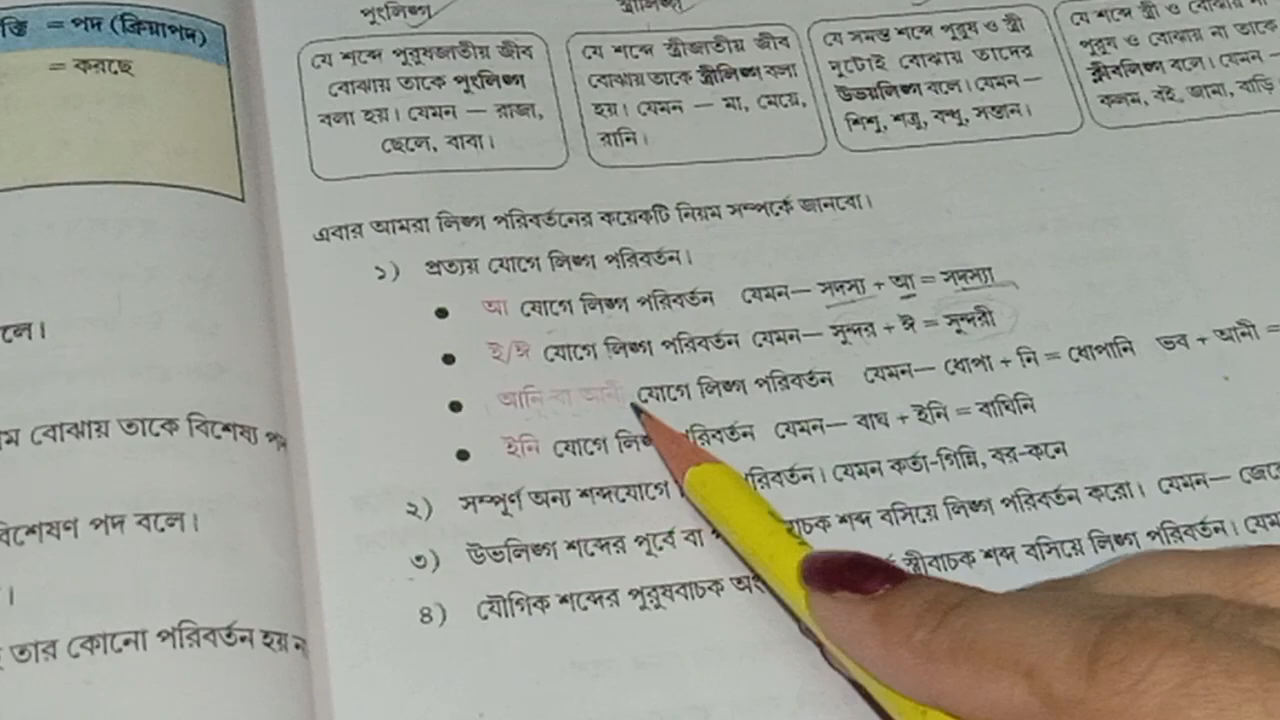 ক্তি = পদ (ক্রিয়াপদ)
= করছে
লে।
ম বোঝায় তাকে বিশেষ্য পদ
বিশেষণ পদ বলে।
।
তার কোনো পরিবর্তন হয় ন
পুংলিঙ্গ
স্ত্রীলিঙ্গ
যে শব্দে পুরুষজাতীয় জীব
বোঝায় তাকে পুংলিঙ্গ
বলা হয়। যেমন — রাজা,
ছেলে, বাবা।
যে শব্দে স্ত্রীজাতীয় জীব
বোঝায় তাকে স্ত্রীলিঙ্গ বলা
হয়। যেমন — মা, মেয়ে,
রানি।
যে সমস্ত শব্দে পুরুষ ও স্ত্রী
দুটোই বোঝায় তাদের
উভয়লিঙ্গ বলে। যেমন —
শিশু, শত্রু, বন্ধু, সন্তান।
যে শব্দে স্ত্রী ও
পুরুষ ও বোঝায় না তাকে
ক্লীবলিঙ্গ বলে। যেমন –
কলম, বই, জামা, বাড়ি
এবার আমরা লিঙ্গ পরিবর্তনের কয়েকটি নিয়ম সম্পর্কে জানবো।
১) প্রত্যয় যোগে লিঙ্গ পরিবর্তন।
● আ যোগে লিঙ্গ পরিবর্তন যেমন— সদস্য + আ = সদস্যা
● ই/ঈ যোগে লিঙ্গ পরিবর্তন যেমন— সুন্দর + ঈ = সুন্দরী
● আনি বা আনী যোগে লিঙ্গ পরিবর্তন যেমন— ধোপা + নি = ধোপানি ভব + আনী =
● ইনি যোগে লিঙ্গ পরিবর্তন যেমন— বাঘ + ইনি = বাঘিনি
২) সম্পূর্ণ অন্য শব্দযোগে রিবর্তন। যেমন কর্তা-গিন্নি, বর-কনে
৩) উভলিঙ্গ শব্দের পূর্বে বা চক শব্দ বসিয়ে লিঙ্গ পরিবর্তন করো। যেমন—
৪) যৌগিক শব্দের পুরুষবাচক অং স্ত্রীবাচক শব্দ বসিয়ে লিঙ্গ পরিবর্তন। যেম